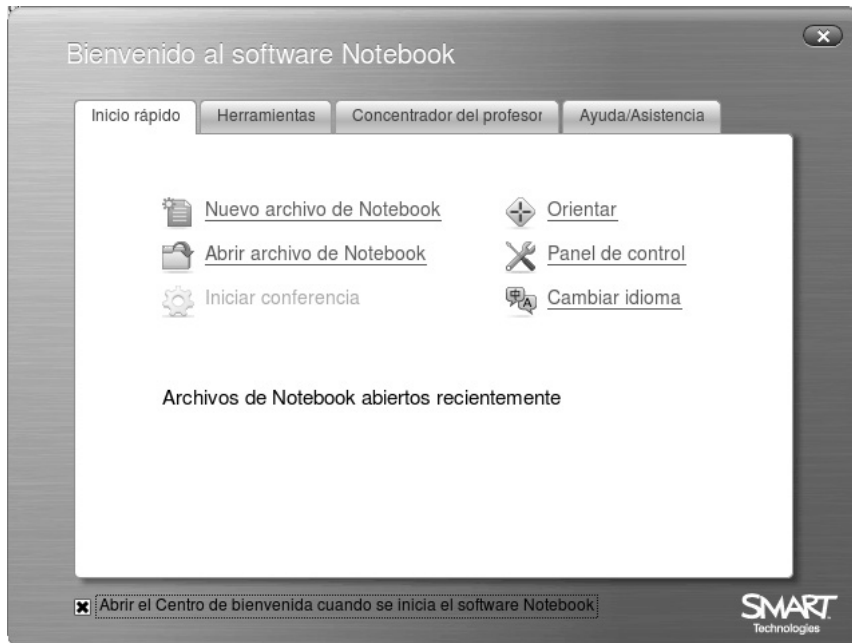 Bienvenido al software Notebook
Inicio rápido
Herramientas
Concentrador del profesor
Ayuda/Asistencia
Nuevo archivo de Notebook
Orientar
Abrir archivo de Notebook
Panel de control
Iniciar conferencia
Cambiar idioma
Archivos de Notebook abiertos recientemente
Abrir el Centro de bienvenida cuando se inicia el software Notebook
SMART
Technologies